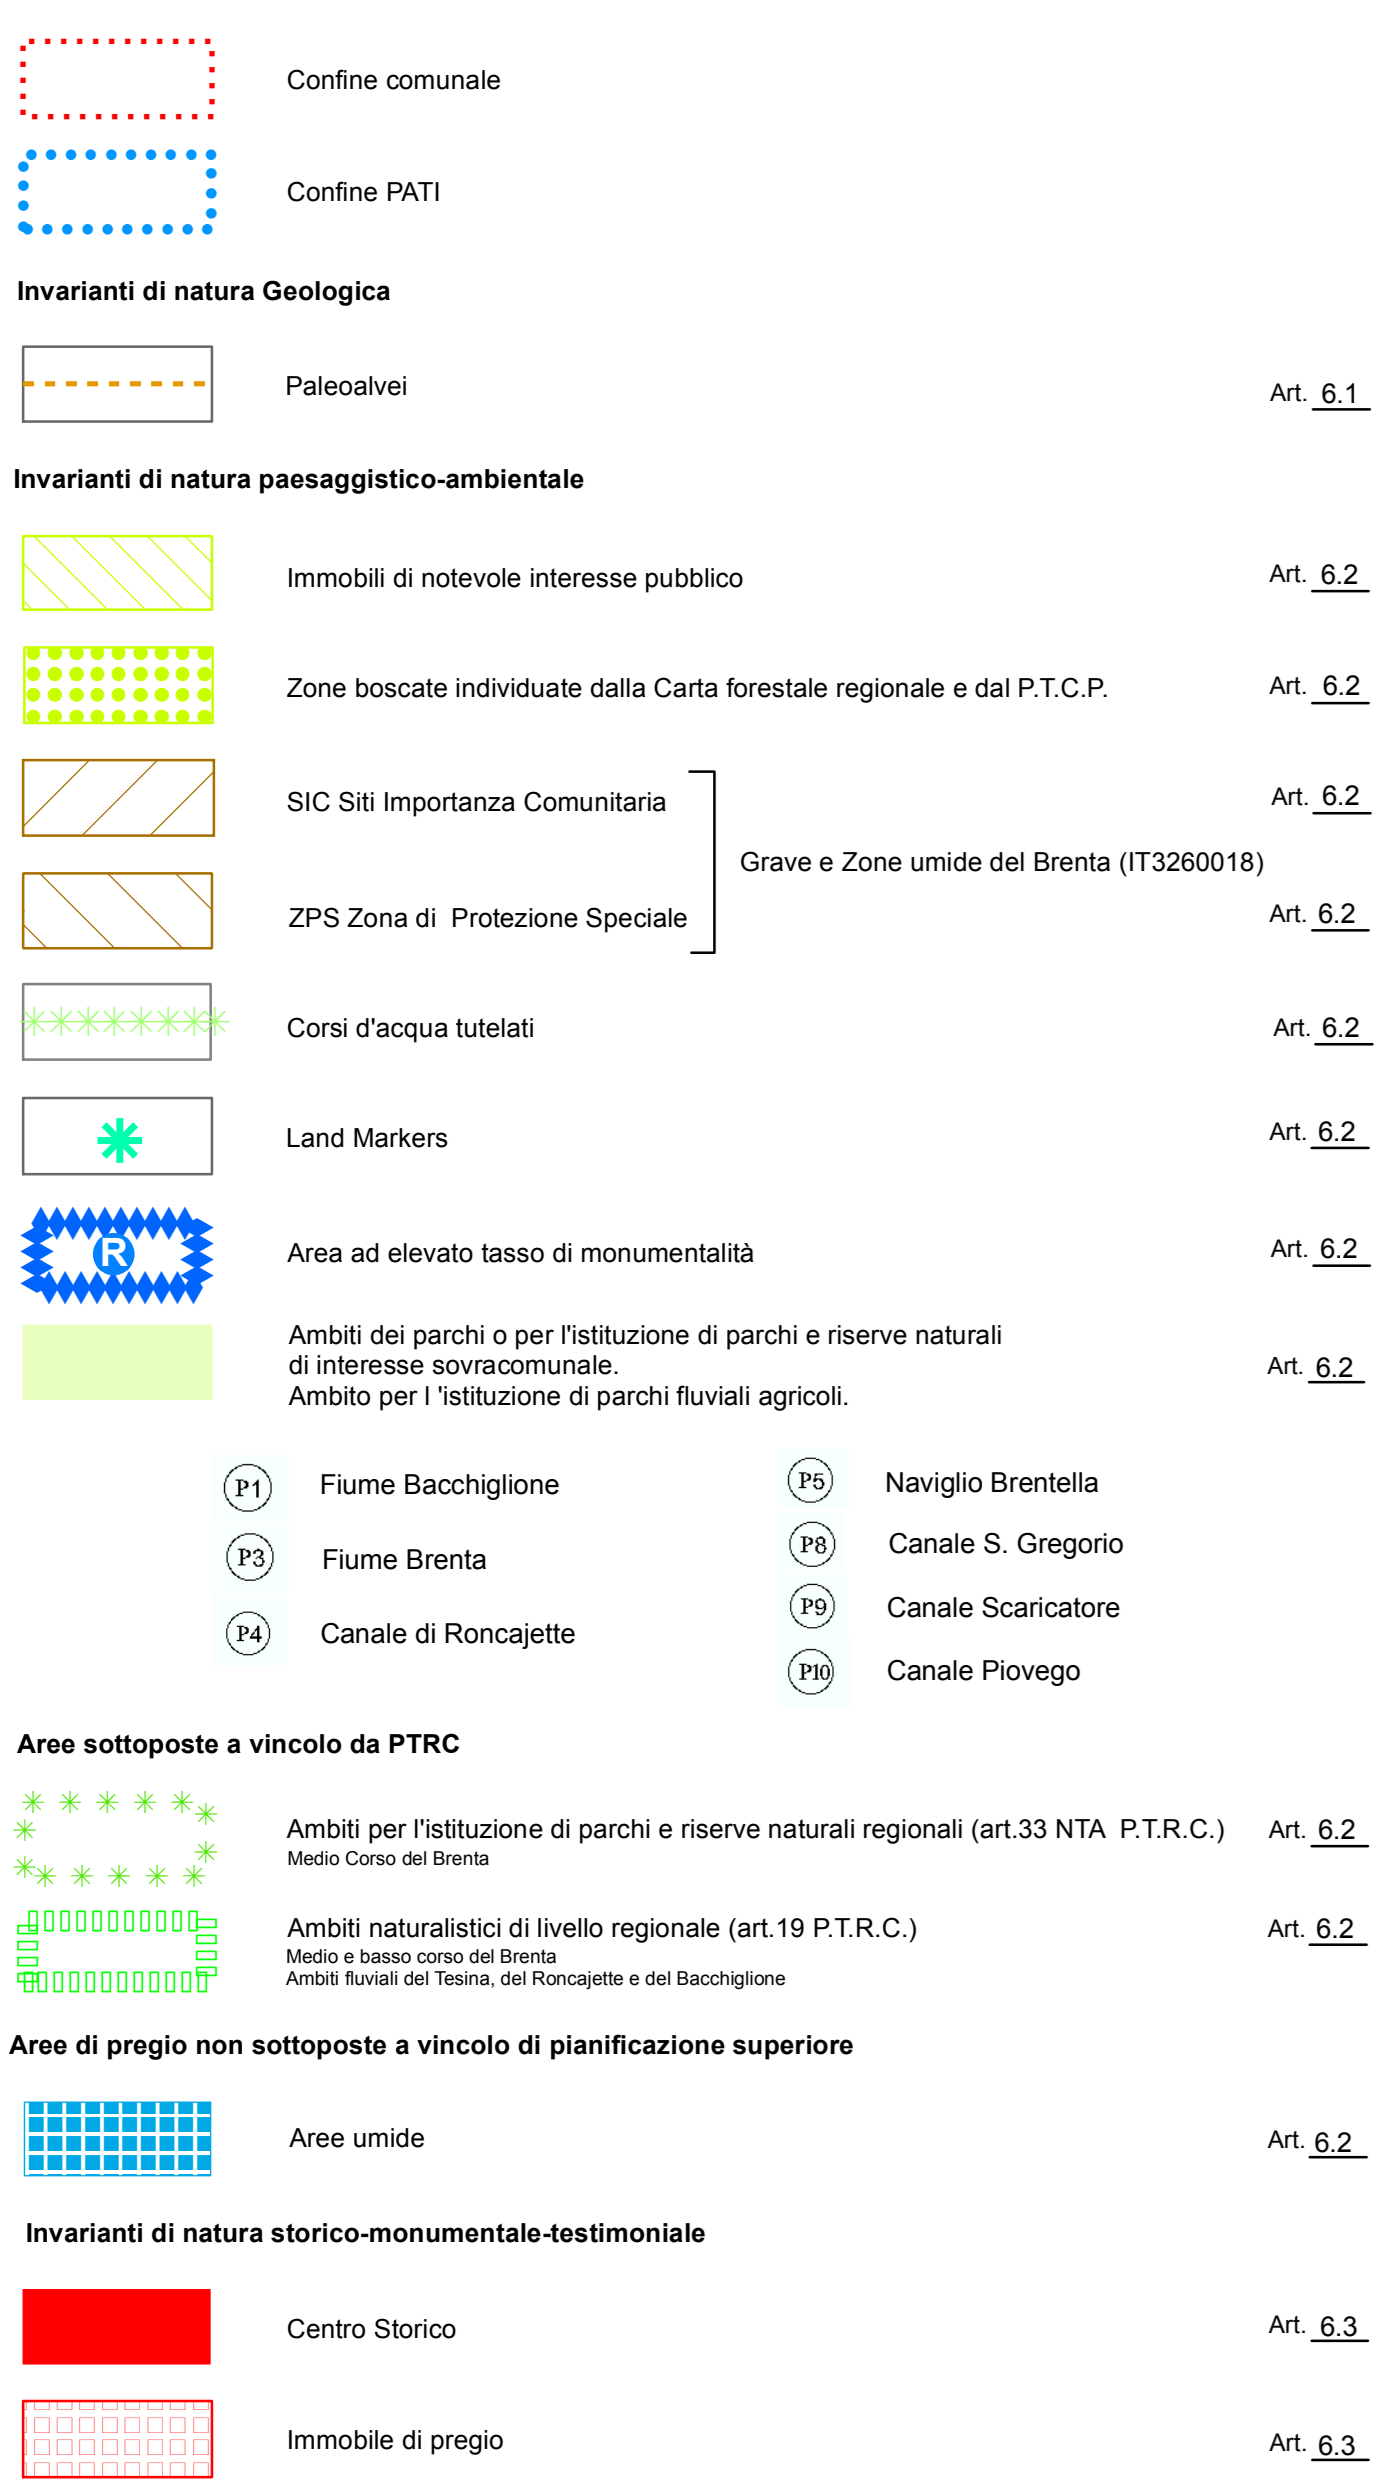 Confine comunale
Confine PATI
Invarianti di natura Geologica
Paleoalvei Art. 6.1
Invarianti di natura paesaggistico-ambientale
Immobili di notevole interesse pubblico Art. 6.2
Zone boscate individuate dalla Carta forestale regionale e dal P.T.C.P. Art. 6.2
SIC Siti Importanza Comunitaria Art. 6.2
Grave e Zone umide del Brenta (IT3260018)
ZPS Zona di  Protezione Speciale Art. 6.2
Corsi d'acqua tutelati Art. 6.2
Land Markers Art. 6.2
R Area ad elevato tasso di monumentalità Art. 6.2
Ambiti dei parchi o per l'istituzione di parchi e riserve naturali
di interesse sovracomunale. Art. 6.2
Ambito per l 'istituzione di parchi fluviali agricoli.
P1 Fiume Bacchiglione
P3 Fiume Brenta
P4 Canale di Roncajette
P5 Naviglio Brentella
P8 Canale S. Gregorio
P9 Canale Scaricatore
P10 Canale Piovego
Aree sottoposte a vincolo da PTRC
Ambiti per l'istituzione di parchi e riserve naturali regionali (art.33 NTA  P.T.R.C.) Art. 6.2
Medio Corso del Brenta
Ambiti naturalistici di livello regionale (art.19 P.T.R.C.) Art. 6.2
Medio e basso corso del Brenta
Ambiti fluviali del Tesina, del Roncajette e del Bacchiglione
Aree di pregio non sottoposte a vincolo di pianificazione superiore
Aree umide Art. 6.2
Invarianti di natura storico-monumentale-testimoniale
Centro Storico Art. 6.3
Immobile di pregio Art. 6.3